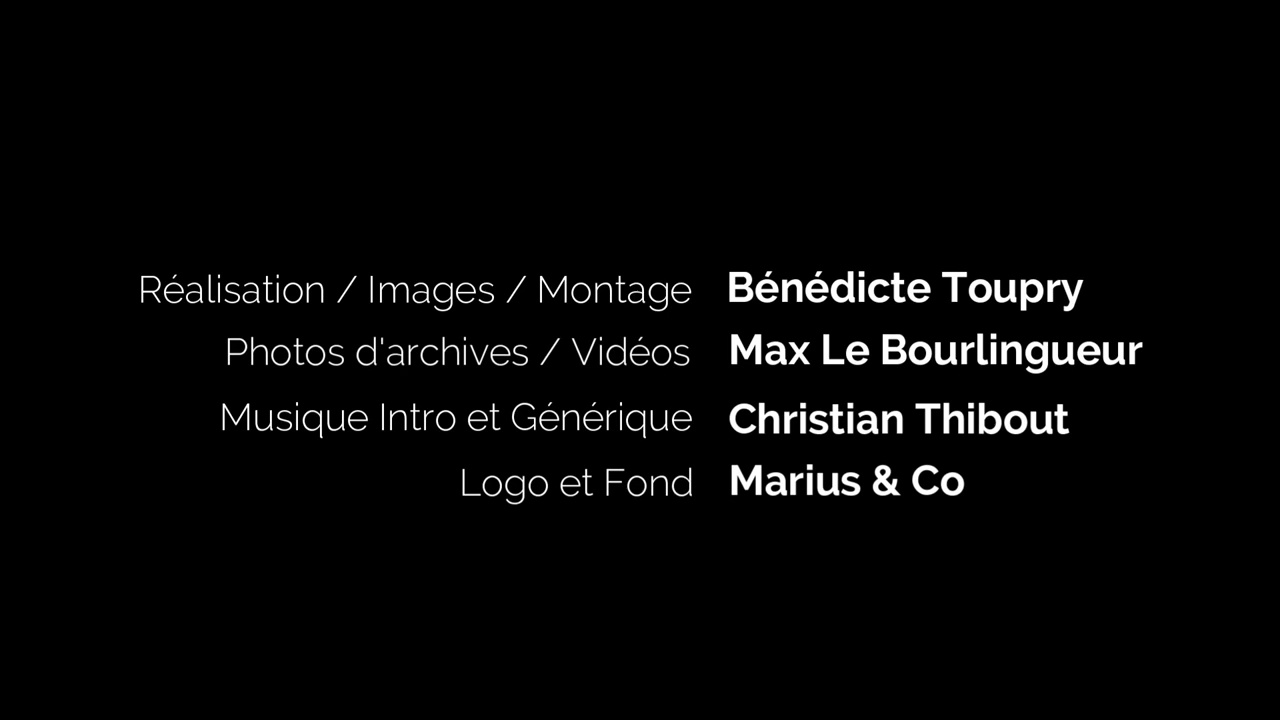 Réalisation / Images / Montage Bénédicte Toupry
Photos d'archives / Vidéos Max Le Bourlingueur
Musique Intro et Générique Christian Thibout
Logo et Fond Marius & Co